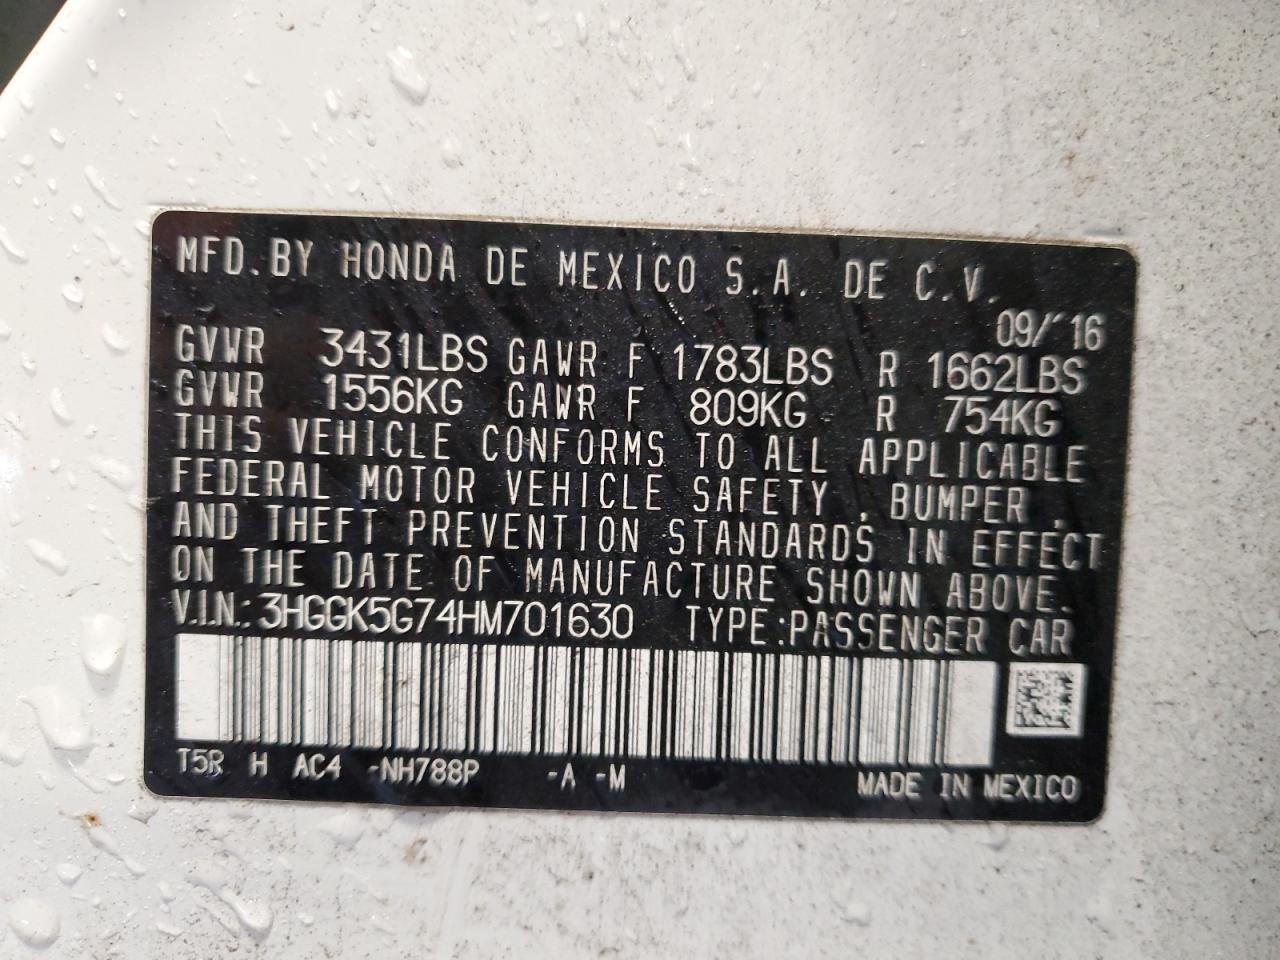 MFD.BY HONDA DE MEXICO S.A. DE C.V.
09/'16
GVWR 3431LBS GAWR F 1783LBS R 1662LBS
GVWR 1556KG GAWR F 809KG R 754KG
THIS VEHICLE CONFORMS TO ALL APPLICABLE
FEDERAL MOTOR VEHICLE SAFETY , BUMPER ,
AND THEFT PREVENTION STANDARDS IN EFFECT
ON THE DATE OF MANUFACTURE SHOWN ABOVE.
V.I.N.: 3HGGK5G74HM701630 TYPE:PASSENGER CAR
T5R H AC4 -NH788P -A -M MADE IN MEXICO